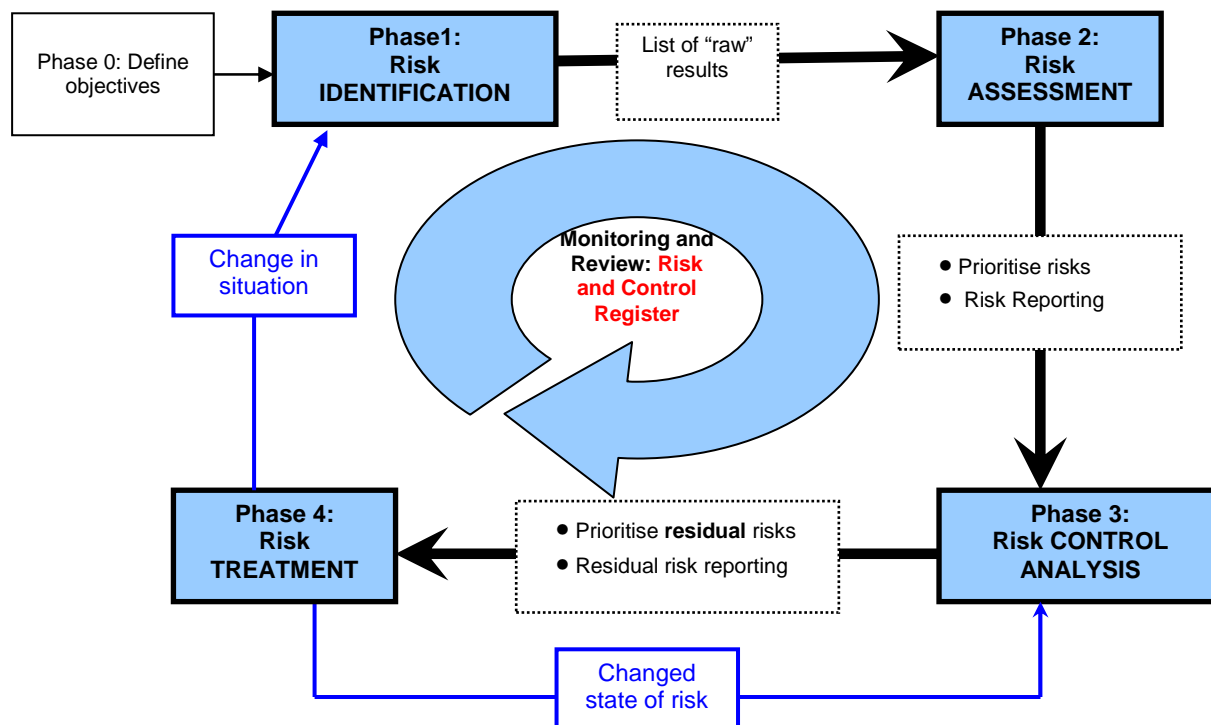 Phase 0: Define
objectives
Phase1:
Risk
IDENTIFICATION
List of “raw”
results
Phase 2:
Risk
ASSESSMENT
Change in
situation
Monitoring and
Review: Risk
and Control
Register
● Prioritise risks
● Risk Reporting
Phase 4:
Risk
TREATMENT
● Prioritise residual risks
● Residual risk reporting
Phase 3:
Risk CONTROL
ANALYSIS
Changed
state of risk